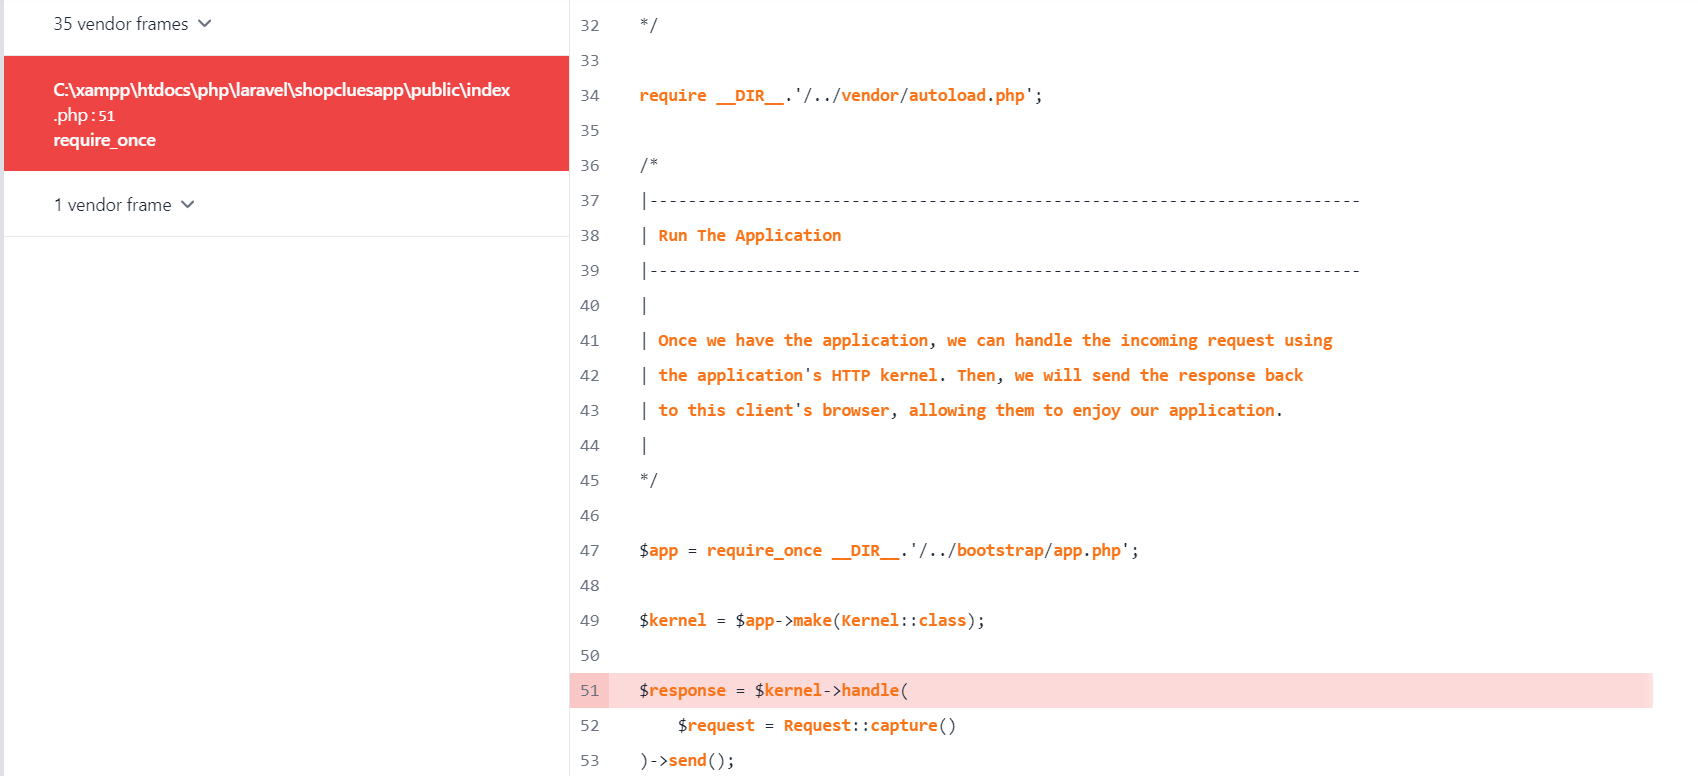 35 vendor frames
C:\xampp\htdocs\php\laravel\shopcluesapp\public\index
.php : 51
require_once
1 vendor frame
32 */
33
34 require __DIR__.'/../vendor/autoload.php';
35
36 /*
37 |--------------------------------------------------------------------------
38 | Run The Application
39 |--------------------------------------------------------------------------
40 |
41 | Once we have the application, we can handle the incoming request using
42 | the application's HTTP kernel. Then, we will send the response back
43 | to this client's browser, allowing them to enjoy our application.
44 |
45 */
46
47 $app = require_once __DIR__.'/../bootstrap/app.php';
48
49 $kernel = $app->make(Kernel::class);
50
51 $response = $kernel->handle(
52     $request = Request::capture()
53 )->send();